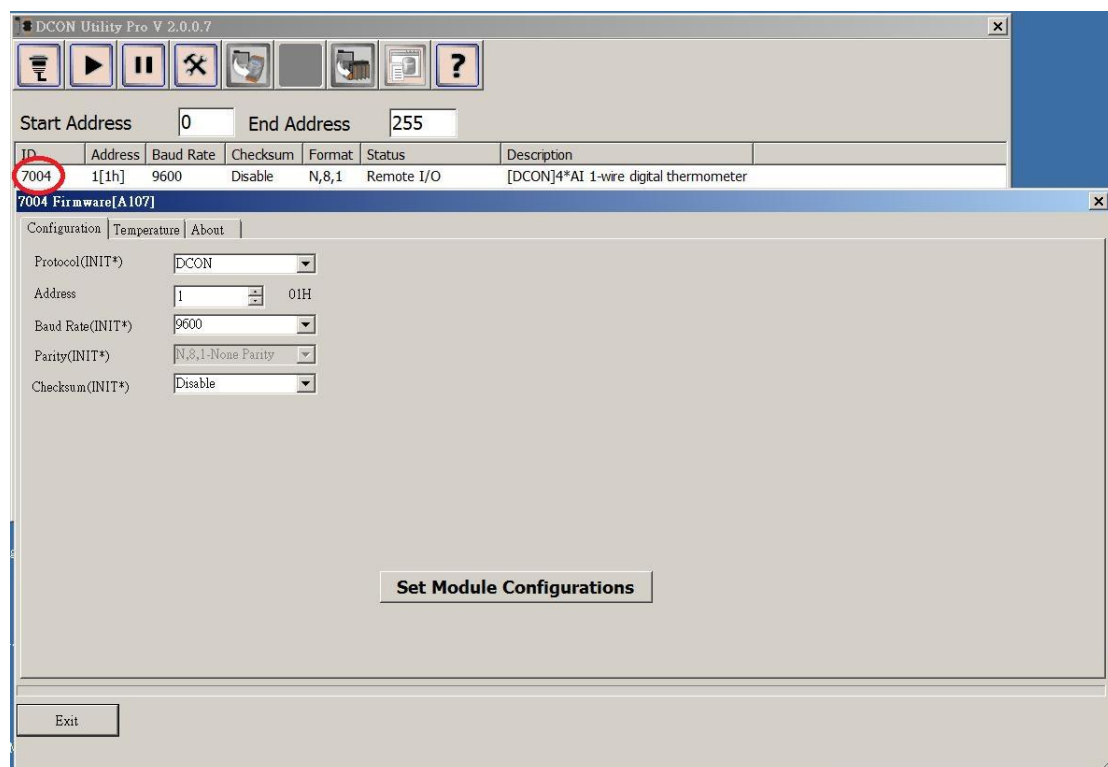 DCON Utility Pro V 2.0.0.7
?
Start Address 0 End Address 255
ID Address Baud Rate Checksum Format Status Description
7004 1[1h] 9600 Disable N,8,1 Remote I/O [DCON]4*AI 1-wire digital thermometer
7004 Firmware[A107]
Configuration Temperature About
Protocol(INIT*) DCON
Address 1 01H
Baud Rate(INIT*) 9600
Parity(INIT*) N,8,1-None Parity
Checksum(INIT*) Disable
Set Module Configurations
Exit